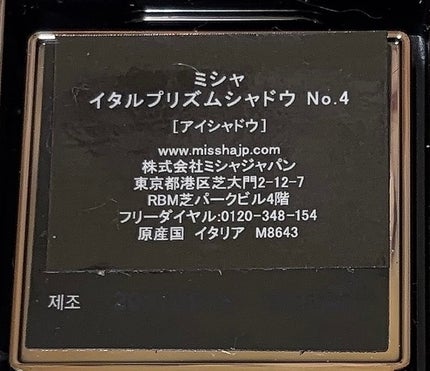 ミシャ
イタルプリズムシャドウ No.4
[アイシャドウ]
www.misshajp.com
株式会社ミシャジャパン
東京都港区芝大門2-12-7
RBM芝パークビル4階
フリーダイヤル:0120-348-154
原産国 イタリア M8643
제조